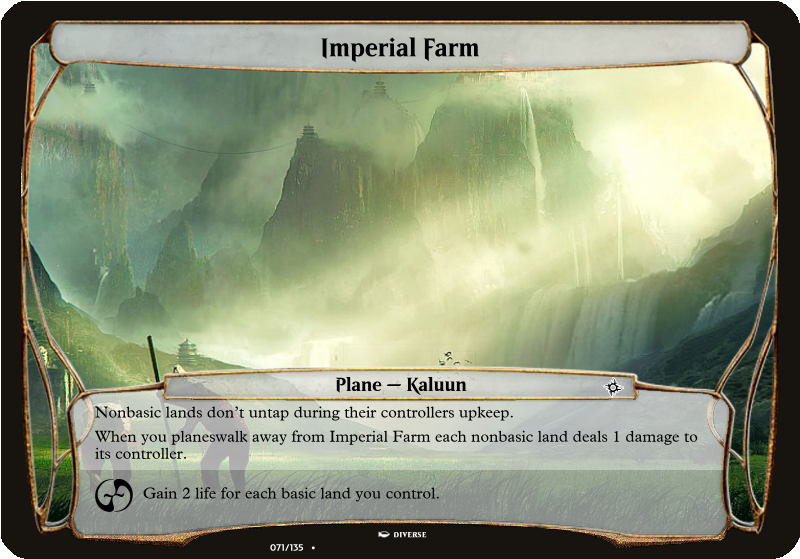 Imperial Farm
Plane — Kaluun
Nonbasic lands don't untap during their controllers upkeep.
When you planeswalk away from Imperial Farm each nonbasic land deals 1 damage to
its controller.
Gain 2 life for each basic land you control.
DIVERSE
071/135 •